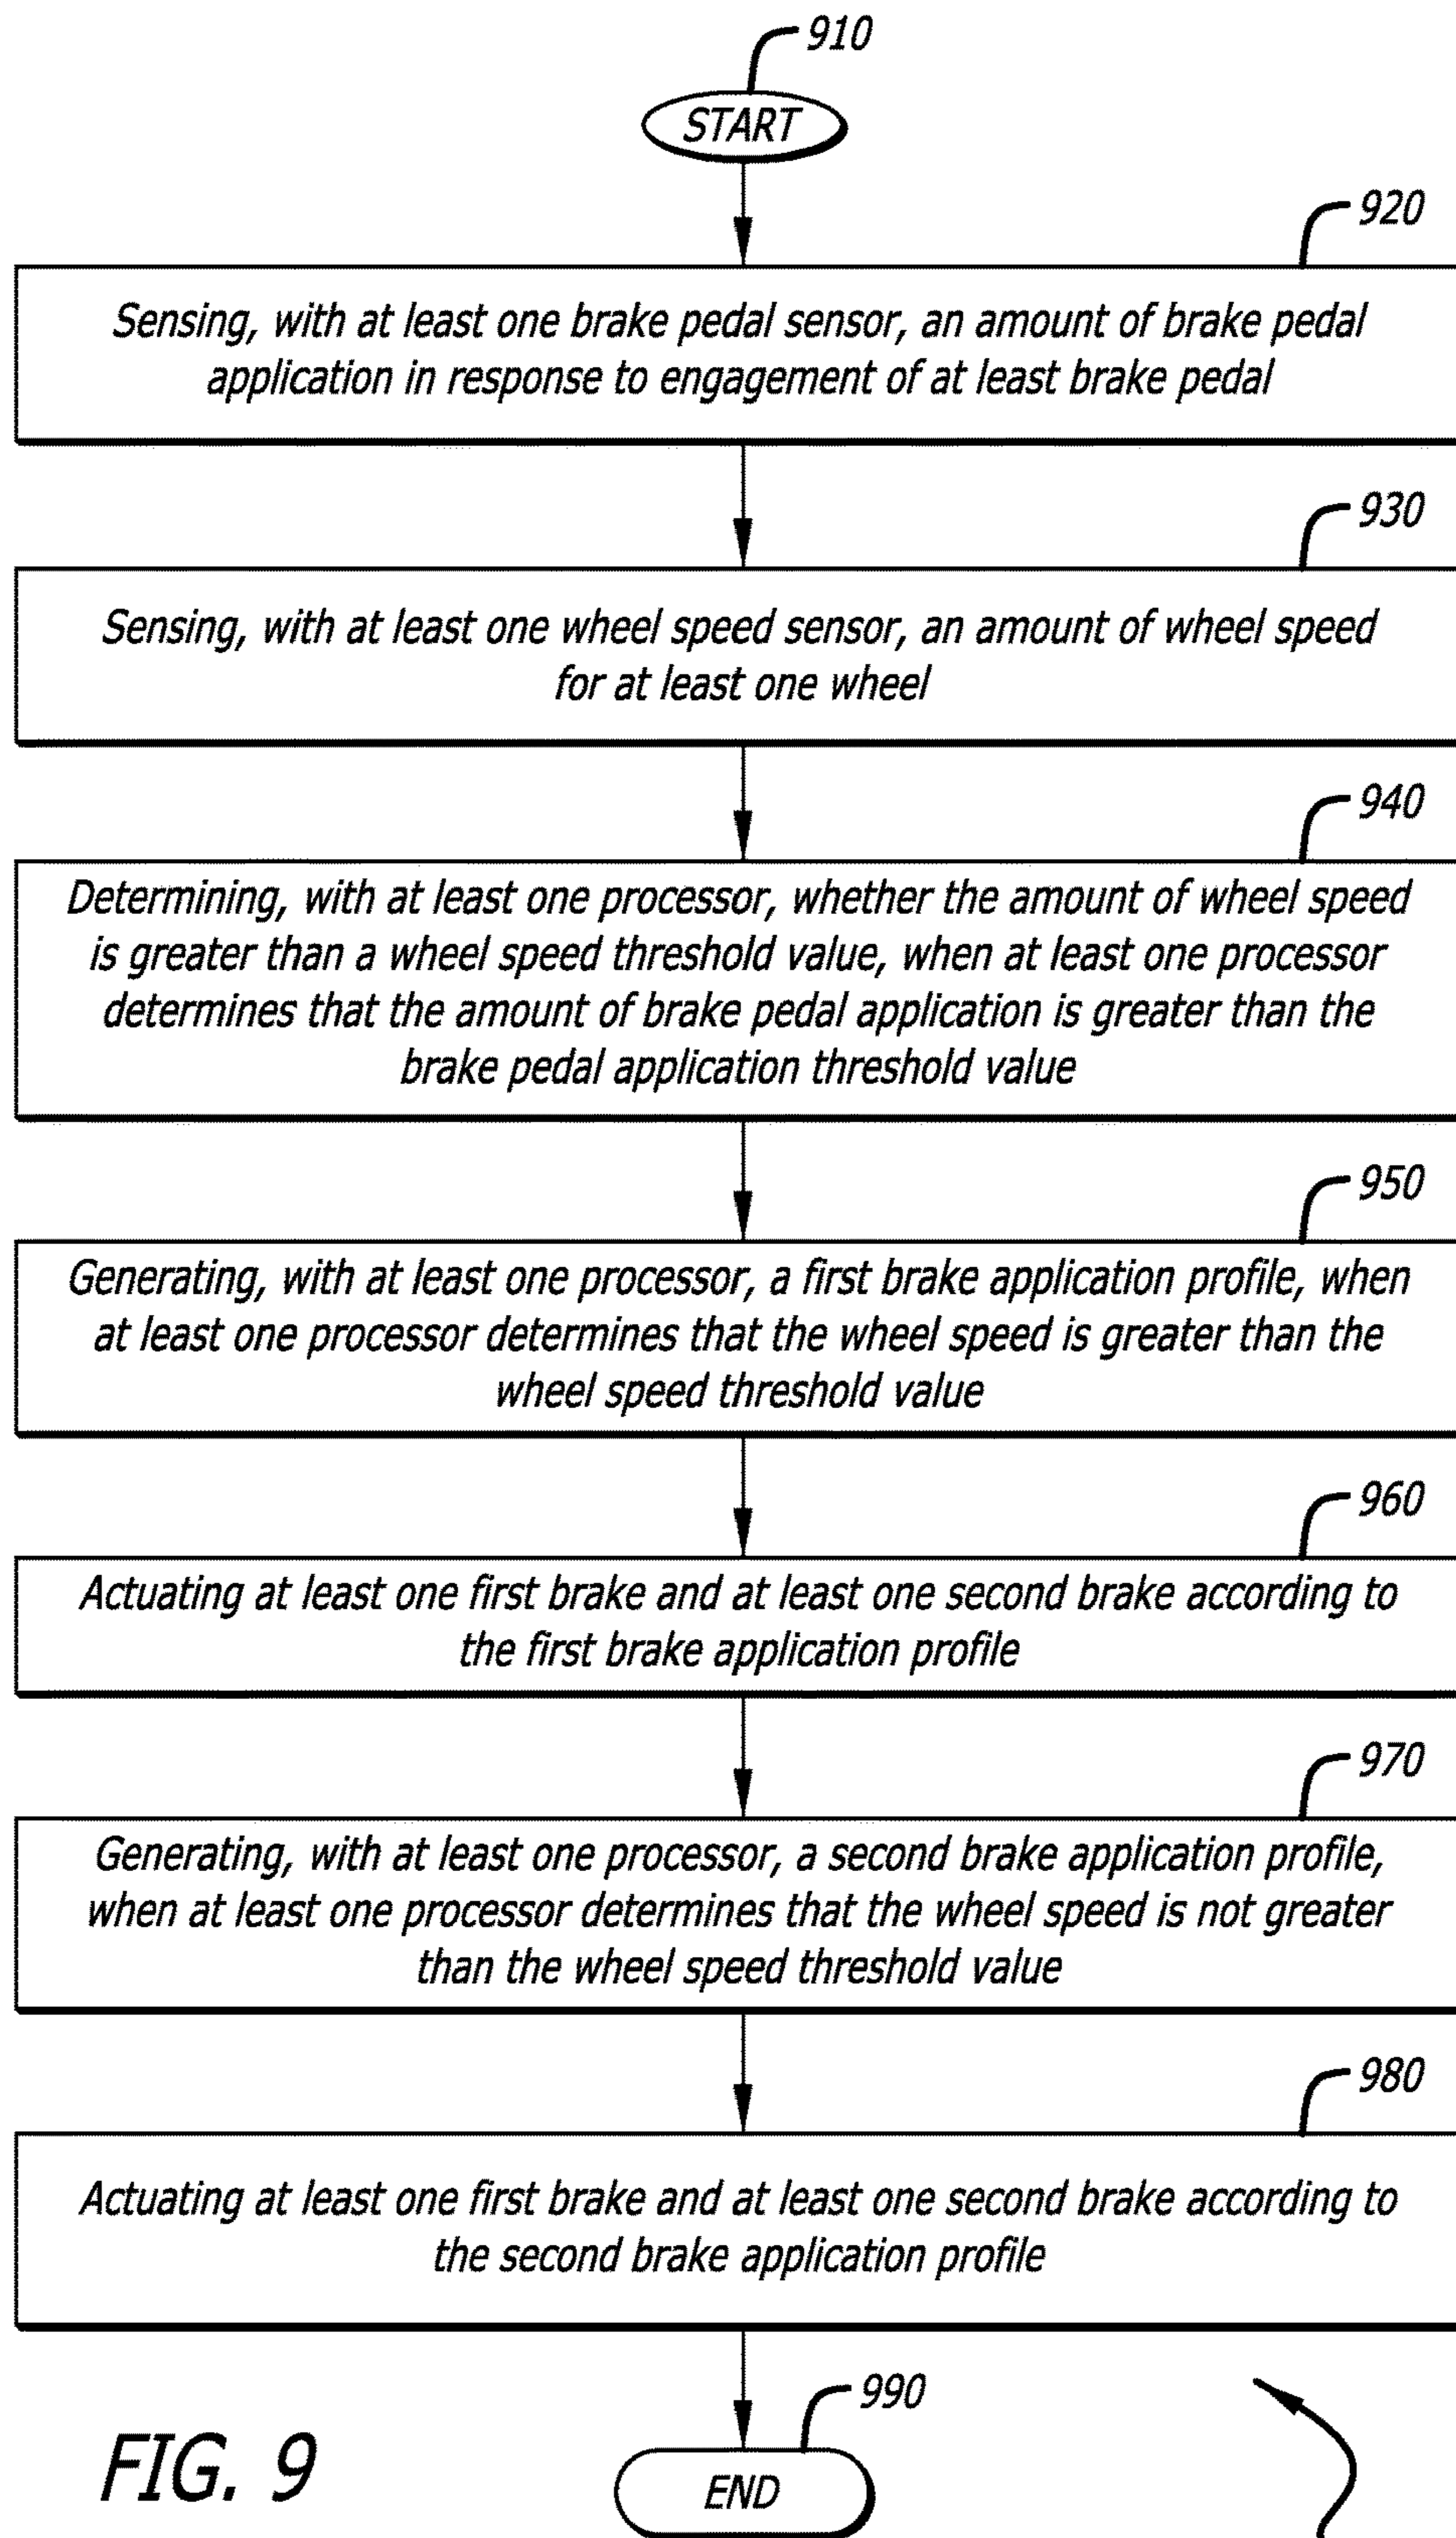 910
START
920
Sensing, with at least one brake pedal sensor, an amount of brake pedal
application in response to engagement of at least brake pedal
930
Sensing, with at least one wheel speed sensor, an amount of wheel speed
for at least one wheel
940
Determining, with at least one processor, whether the amount of wheel speed
is greater than a wheel speed threshold value, when at least one processor
determines that the amount of brake pedal application is greater than the
brake pedal application threshold value
950
Generating, with at least one processor, a first brake application profile, when
at least one processor determines that the wheel speed is greater than the
wheel speed threshold value
960
Actuating at least one first brake and at least one second brake according to
the first brake application profile
970
Generating, with at least one processor, a second brake application profile,
when at least one processor determines that the wheel speed is not greater
than the wheel speed threshold value
980
Actuating at least one first brake and at least one second brake according to
the second brake application profile
990
END
FIG. 9